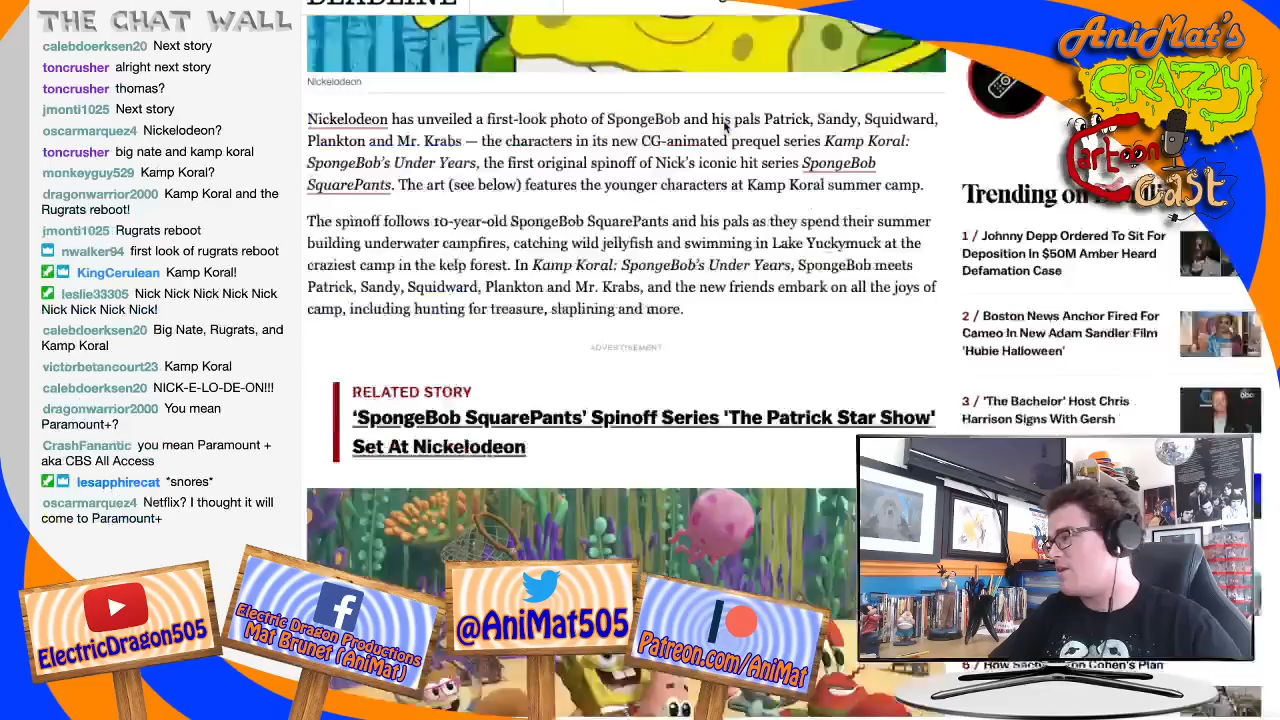 THE CHAT WALL
calebdoerksen20 Next story
toncrusher alright next story
toncrusher thomas?
jmonti1025 Next story
oscarmarquez4 Nickelodeon?
toncrusher big nate and kamp koral
monkeyguy529 Kamp Koral?
dragonwarrior2000 Kamp Koral and the
Rugrats reboot!
jmonti1025 Rugrats reboot
nwalker94 first look of rugrats reboot
KingCerulean Kamp Koral!
leslie33305 Nick Nick Nick Nick
Nick Nick Nick Nick!
calebdoerksen20 Big Nate, Rugrats, and
Kamp Koral
victorbetancourt23 Kamp Koral
calebdoerksen20 NICK-E-LO-DE-ON!!!
dragonwarrior2000 You mean
Paramount+?
CrashFanantic you mean Paramount +
aka CBS All Access
lesapphirecat *snores*
oscarmarquez4 Netflix? I thought it will
come to Paramount+
Nickelodeon
Nickelodeon has unveiled a first-look photo of SpongeBob and his pals Patrick, Sandy, Squidward,
Plankton and Mr. Krabs — the characters in its new CG-animated prequel series Kamp Koral:
SpongeBob's Under Years, the first original spinoff of Nick's iconic hit series SpongeBob
SquarePants. The art (see below) features the younger characters at Kamp Koral summer camp.
The spinoff follows 10-year-old SpongeBob SquarePants and his pals as they spend their summer
building underwater campfires, catching wild jellyfish and swimming in Lake Yuckymuck at the
craziest camp in the kelp forest. In Kamp Koral: SpongeBob's Under Years, SpongeBob meets
Patrick, Sandy, Squidward, Plankton and Mr. Krabs, and the new friends embark on all the joys of
camp, including hunting for treasure, slaplining and more.
ADVERTISEMENT
RELATED STORY
'SpongeBob SquarePants' Spinoff Series 'The Patrick Star Show'
Set At Nickelodeon
AniMat's
CRAZY
Cartoon
Cast
Trending on
1 / Johnny Depp Ordered To Sit For
Deposition In $50M Amber Heard
Defamation Case
2 / Boston News Anchor Fired For
Cameo In New Adam Sandler Film
'Hubie Halloween'
3 / 'The Bachelor' Host Chris
Harrison Signs With Gersh
ElectricDragon505
Electric Dragon Productions
Mat Brunet (AniMat)
@AniMat505
Patreon.com/AniMat